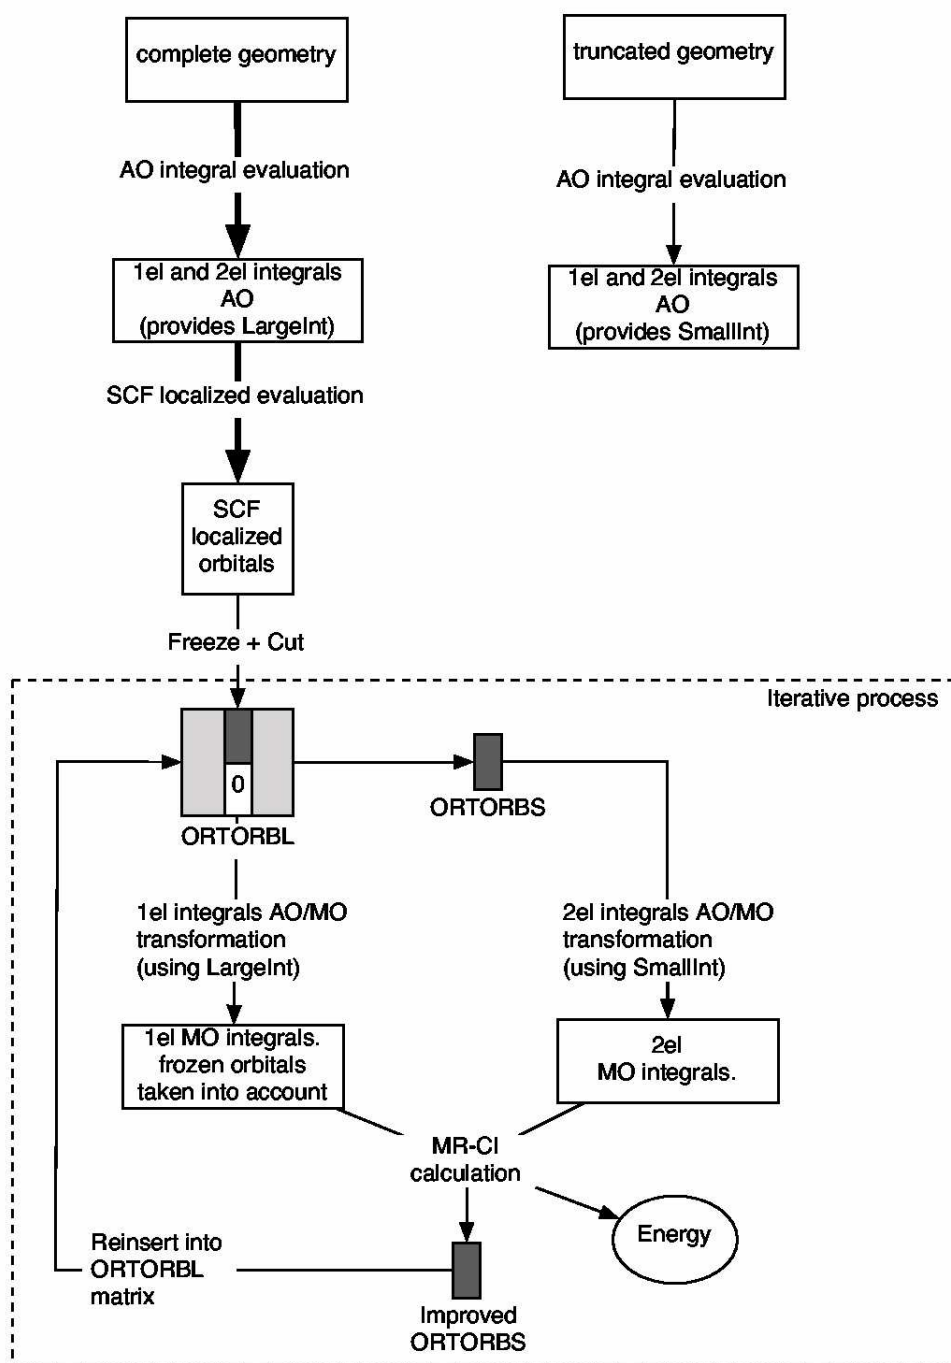 complete geometry
truncated geometry
AO integral evaluation
AO integral evaluation
1el and 2el integrals
AO
(provides LargeInt)
1el and 2el integrals
AO
(provides SmallInt)
SCF localized evaluation
SCF
localized
orbitals
Freeze + Cut
Iterative process
0
ORTORBL
ORTORBS
1el integrals AO/MO
transformation
(using LargeInt)
2el integrals AO/MO
transformation
(using SmallInt)
1el MO integrals.
frozen orbitals
taken into account
2el
MO integrals.
MR-CI
calculation
Energy
Reinsert into
ORTORBL
matrix
Improved
ORTORBS